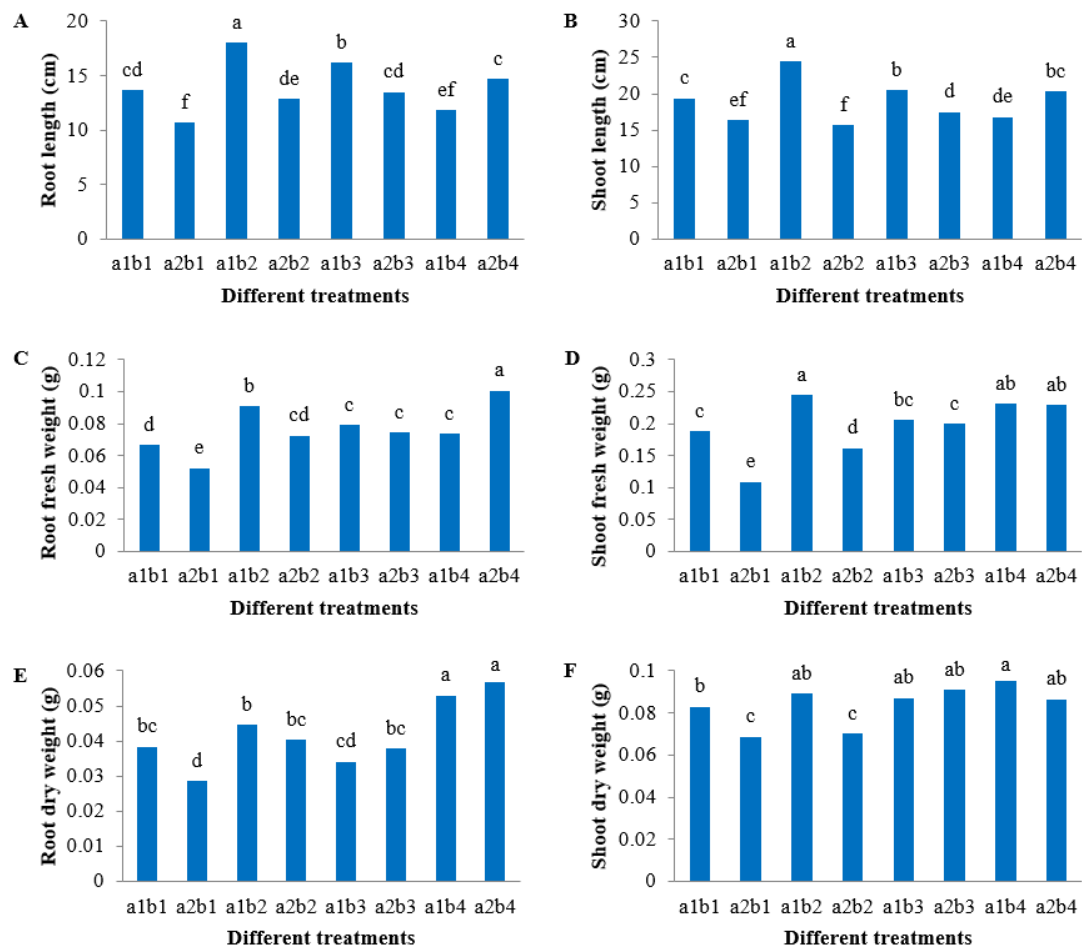 A
Root length (cm)
20
15
10
5
0
cd f a de b cd ef c
a1b1 a2b1 a1b2 a2b2 a1b3 a2b3 a1b4 a2b4
Different treatments
B
Shoot length (cm)
30
25
20
15
10
5
0
c ef a f b d de bc
a1b1 a2b1 a1b2 a2b2 a1b3 a2b3 a1b4 a2b4
Different treatments
C
Root fresh weight (g)
0.12
0.1
0.08
0.06
0.04
0.02
0
d e b cd c c c a
a1b1 a2b1 a1b2 a2b2 a1b3 a2b3 a1b4 a2b4
Different treatments
D
Shoot fresh weight (g)
0.3
0.25
0.2
0.15
0.1
0.05
0
c e a d bc c ab ab
a1b1 a2b1 a1b2 a2b2 a1b3 a2b3 a1b4 a2b4
Different treatments
E
Root dry weight (g)
0.06
0.05
0.04
0.03
0.02
0.01
0
bc d b bc cd bc a a
a1b1 a2b1 a1b2 a2b2 a1b3 a2b3 a1b4 a2b4
Different treatments
F
Shoot dry weight (g)
0.1
0.08
0.06
0.04
0.02
0
b c ab c ab ab a ab
a1b1 a2b1 a1b2 a2b2 a1b3 a2b3 a1b4 a2b4
Different treatments